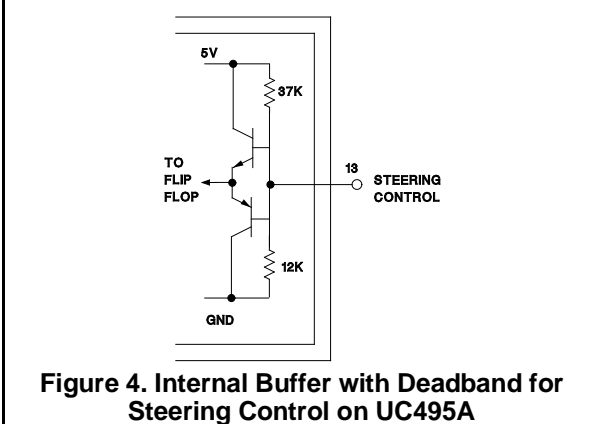 5V
37K
TO
FLIP
FLOP
13
STEERING
CONTROL
12K
GND
Figure 4. Internal Buffer with Deadband for
Steering Control on UC495A